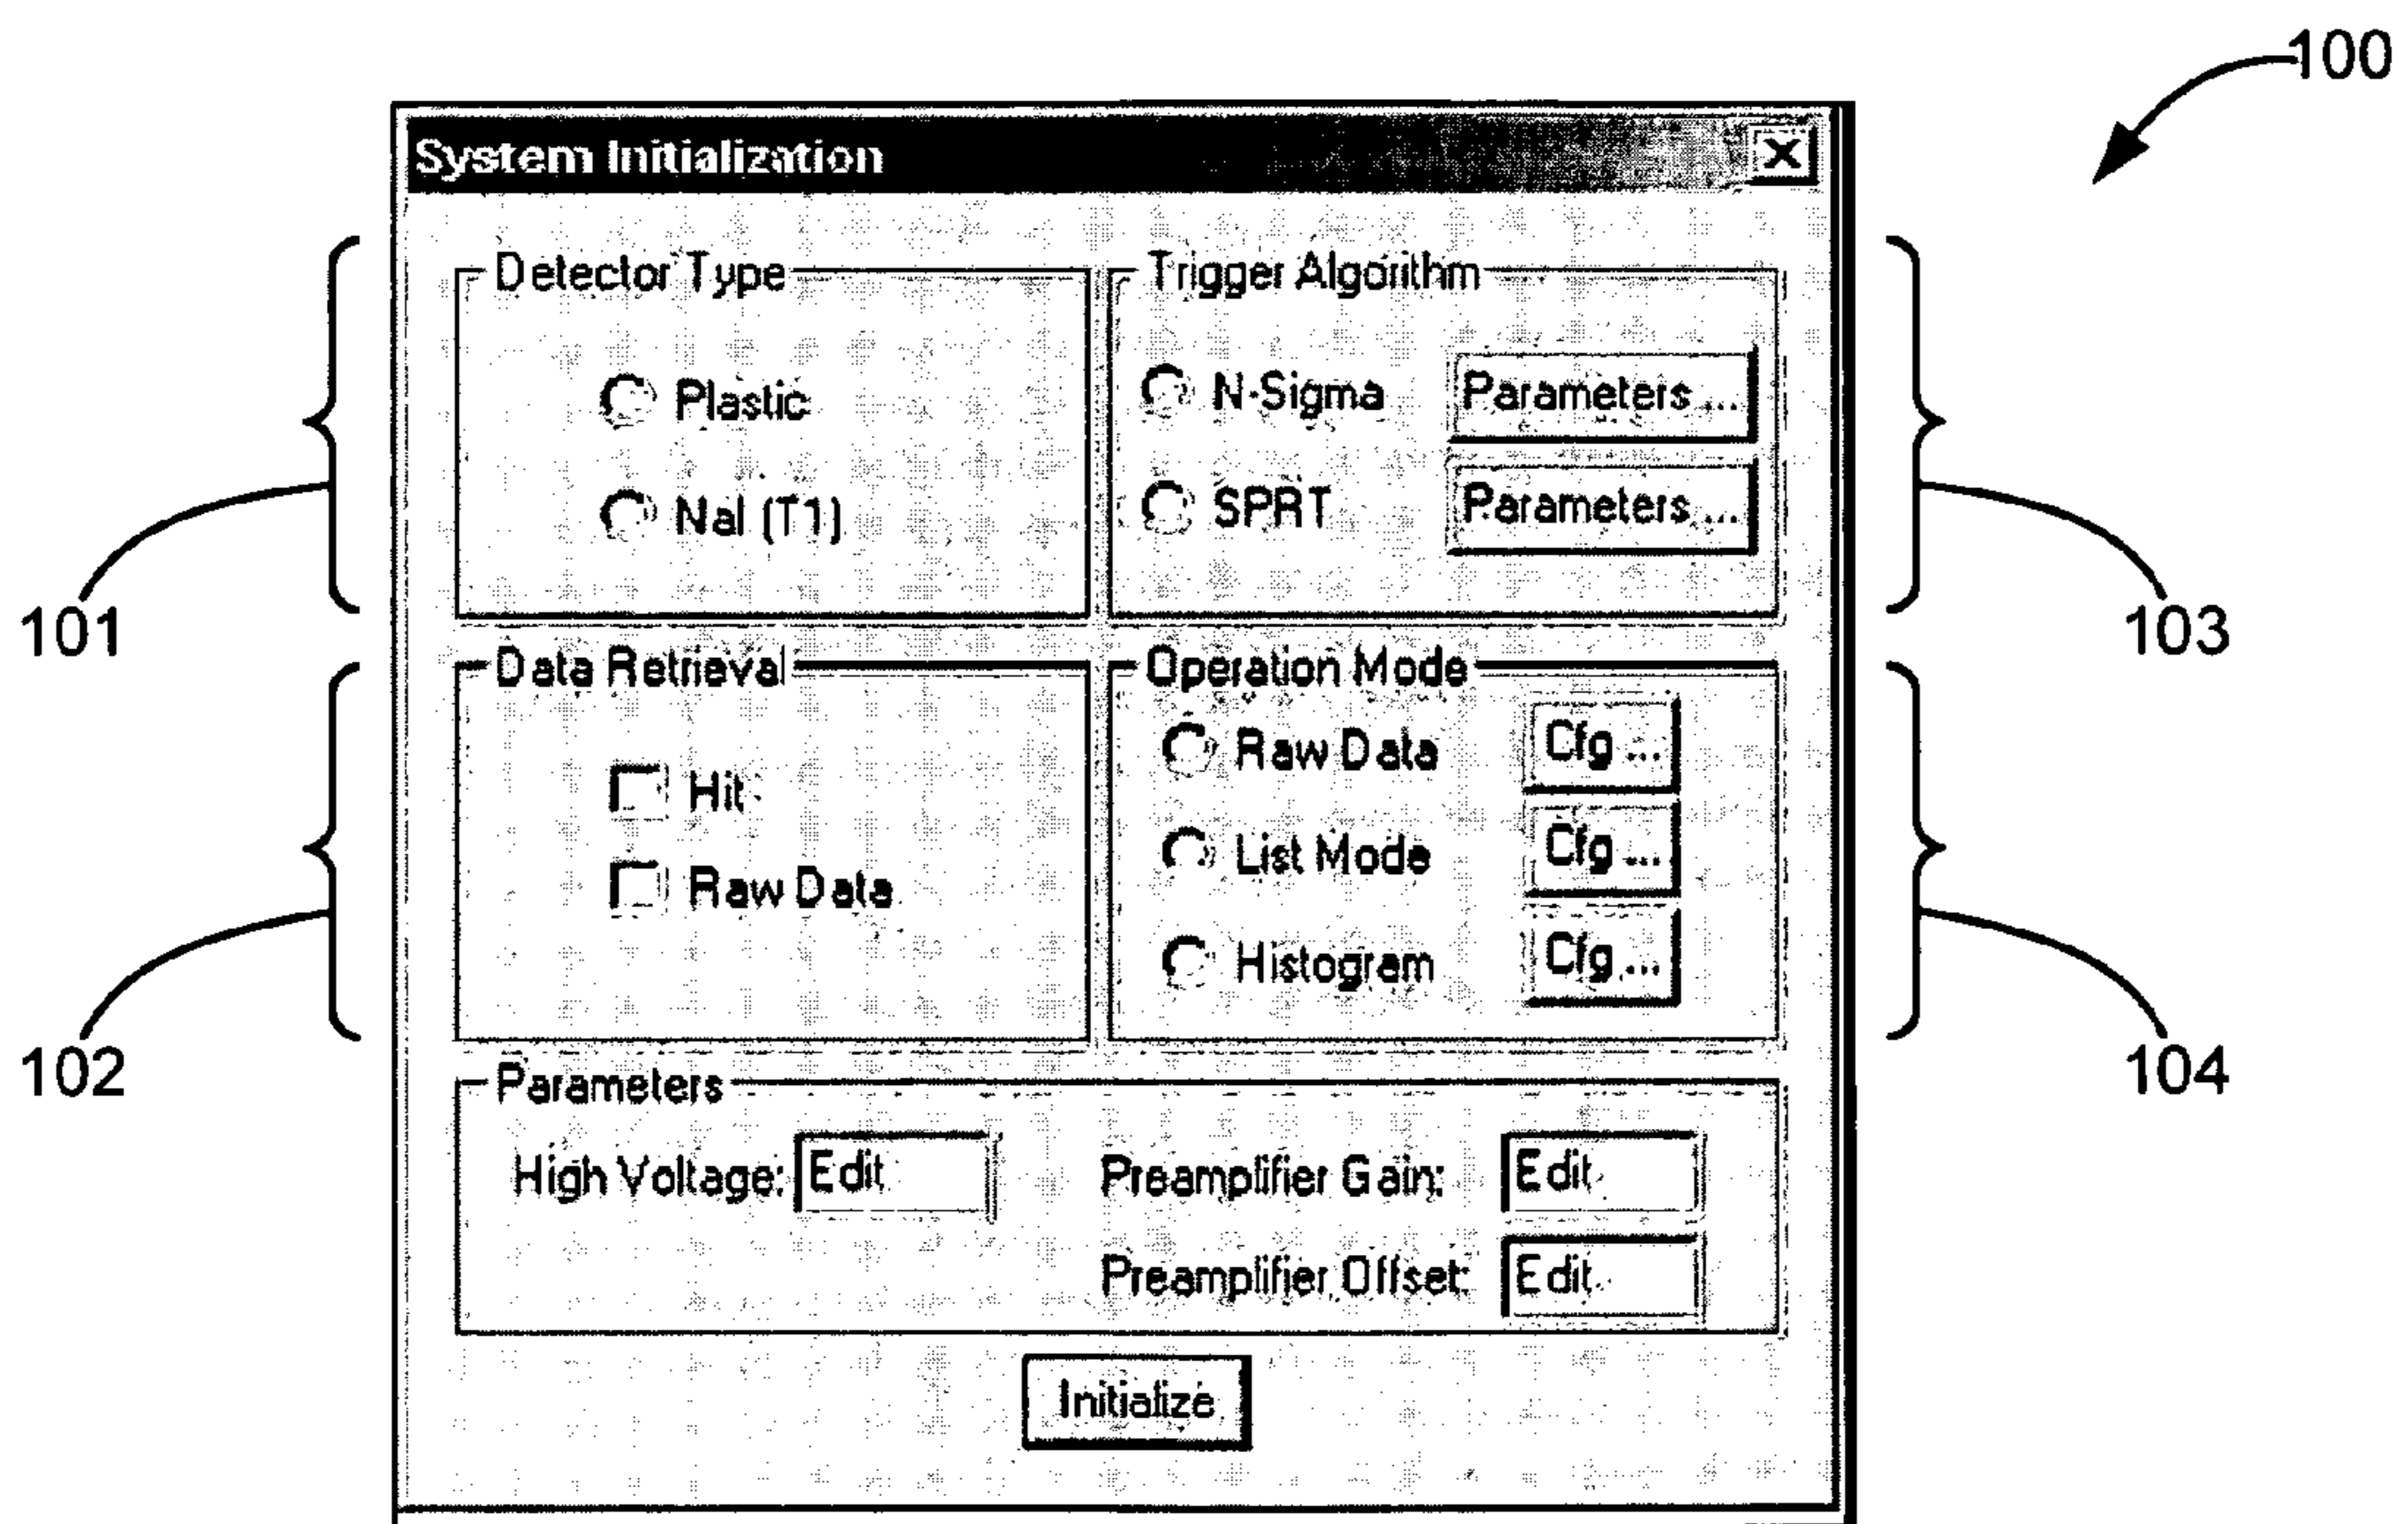 100
System Initialization
Detector Type
Plastic
NaI (T1)
101
Trigger Algorithm
N-Sigma Parameters ...
SPRT Parameters ...
103
Data Retrieval
Hit
Raw Data
102
Operation Mode
Raw Data Cfg ...
List Mode Cfg ...
Histogram Cfg ...
104
Parameters
High Voltage: Edit
Preamplifier Gain: Edit
Preamplifier Offset: Edit
Initialize